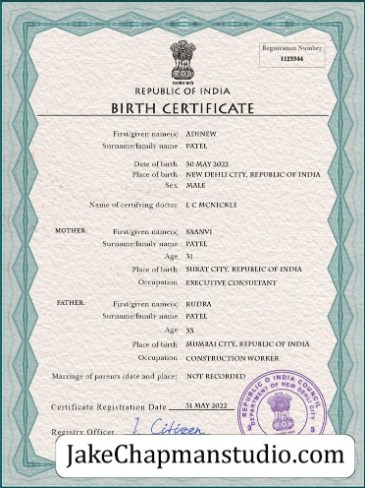 Registration Number
1125544
REPUBLIC OF INDIA
BIRTH CERTIFICATE
First/given name(s) ADINEW
Surname/family name PATEL
Date of birth 30 MAY 2022
Place of birth NEW DEHLI CITY, REPUBLIC OF INDIA
Sex MALE
Name of certifying doctor L C MCNICKLE
MOTHER: First/given name(s) SAANVI
Surname/family name PATEL
Age 31
Place of birth SURAT CITY, REPUBLIC OF INDIA
Occupation EXECUTIVE CONSULTANT
FATHER: First/given name(s) RUDRA
Surname/family name PATEL
Age 33
Place of birth MUMBAI CITY, REPUBLIC OF INDIA
Occupation CONSTRUCTION WORKER
Marriage of parents (date and place) NOT RECORDED
Certificate Registration Date 31 MAY 2022
REPUBLIC O INDIA COUNCIL
DEPARTMENT OF NEW DEHLI CITY
Registry Officer J. Citizen
JakeChapmanstudio.com